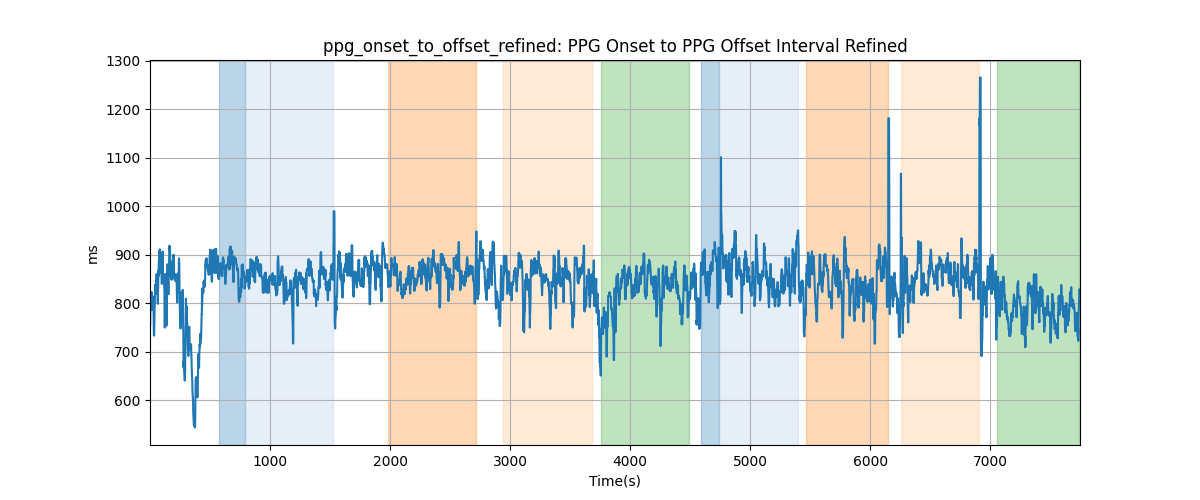 ppg_onset_to_offset_refined: PPG Onset to PPG Offset Interval Refined
1300
1200
1100
1000
900
800
700
600
ms
1000 2000 3000 4000 5000 6000 7000
Time(s)